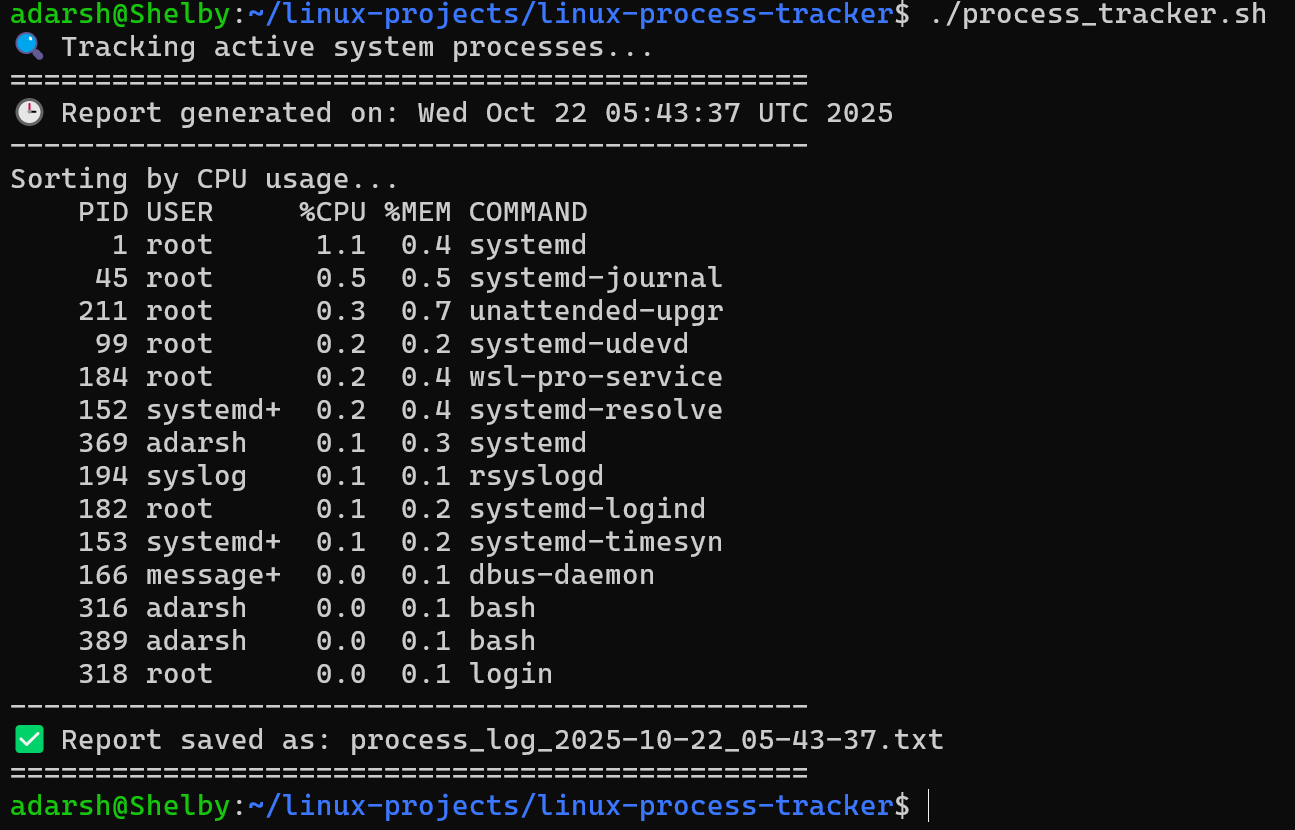 adarsh@Shelby:~/linux-projects/linux-process-tracker$ ./process_tracker.sh
🔍 Tracking active system processes...
===============================================
🕒 Report generated on: Wed Oct 22 05:43:37 UTC 2025
-----------------------------------------------
Sorting by CPU usage...
    PID USER     %CPU %MEM COMMAND
      1 root      1.1  0.4 systemd
     45 root      0.5  0.5 systemd-journal
    211 root      0.3  0.7 unattended-upgr
     99 root      0.2  0.2 systemd-udevd
    184 root      0.2  0.4 wsl-pro-service
    152 systemd+  0.2  0.4 systemd-resolve
    369 adarsh    0.1  0.3 systemd
    194 syslog    0.1  0.1 rsyslogd
    182 root      0.1  0.2 systemd-logind
    153 systemd+  0.1  0.2 systemd-timesyn
    166 message+  0.0  0.1 dbus-daemon
    316 adarsh    0.0  0.1 bash
    389 adarsh    0.0  0.1 bash
    318 root      0.0  0.1 login
-----------------------------------------------
✅ Report saved as: process_log_2025-10-22_05-43-37.txt
===============================================
adarsh@Shelby:~/linux-projects/linux-process-tracker$